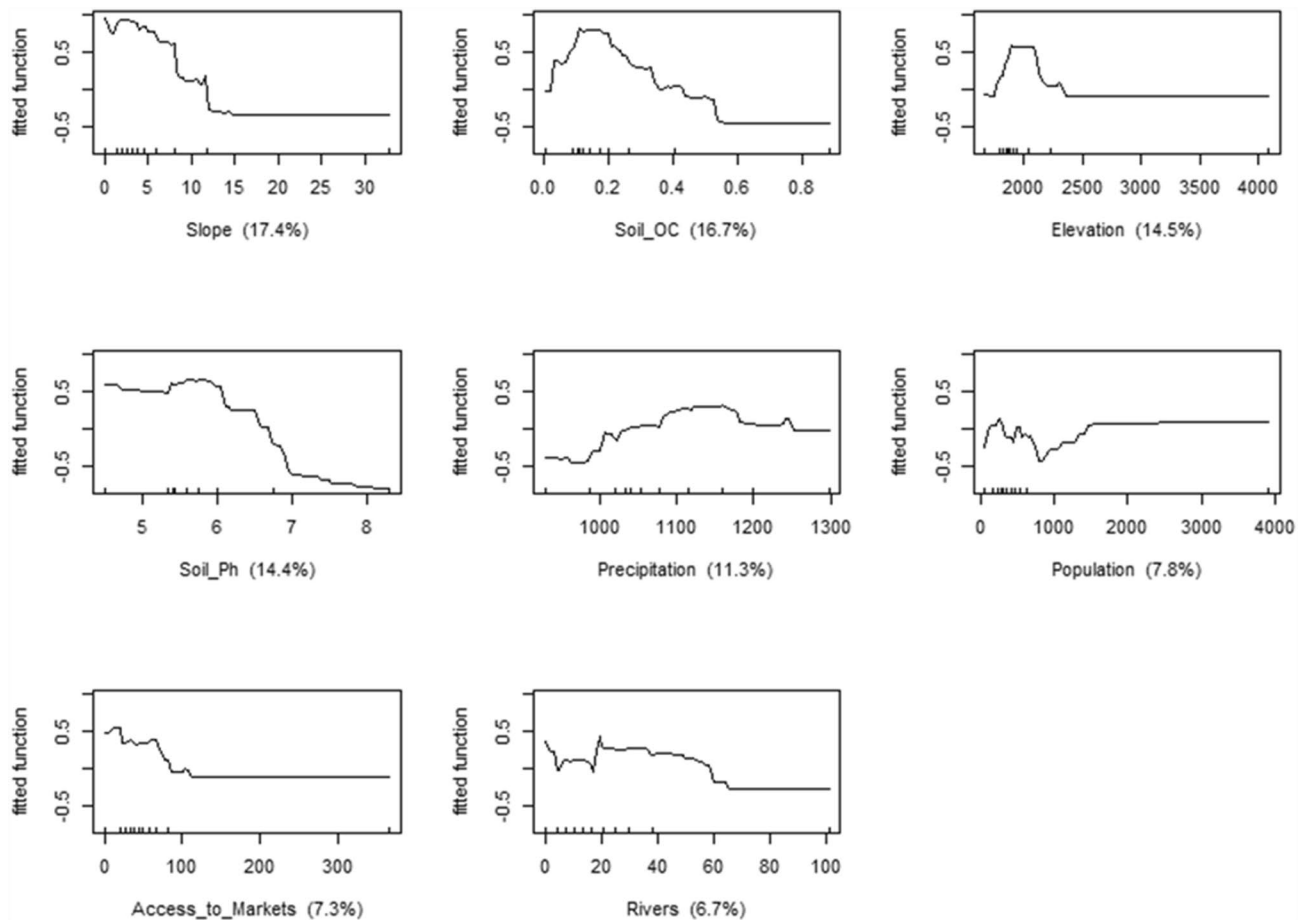 fitted function
0.5
-0.5
0 5 10 15 20 25 30
Slope (17.4%)
fitted function
0.5
-0.5
0.0 0.2 0.4 0.6 0.8
Soil_OC (16.7%)
fitted function
0.5
-0.5
2000 2500 3000 3500 4000
Elevation (14.5%)
fitted function
0.5
-0.5
5 6 7 8
Soil_Ph (14.4%)
fitted function
0.5
-0.5
1000 1100 1200 1300
Precipitation (11.3%)
fitted function
0.5
-0.5
0 1000 2000 3000 4000
Population (7.8%)
fitted function
0.5
-0.5
0 100 200 300
Access_to_Markets (7.3%)
fitted function
0.5
-0.5
0 20 40 60 80 100
Rivers (6.7%)